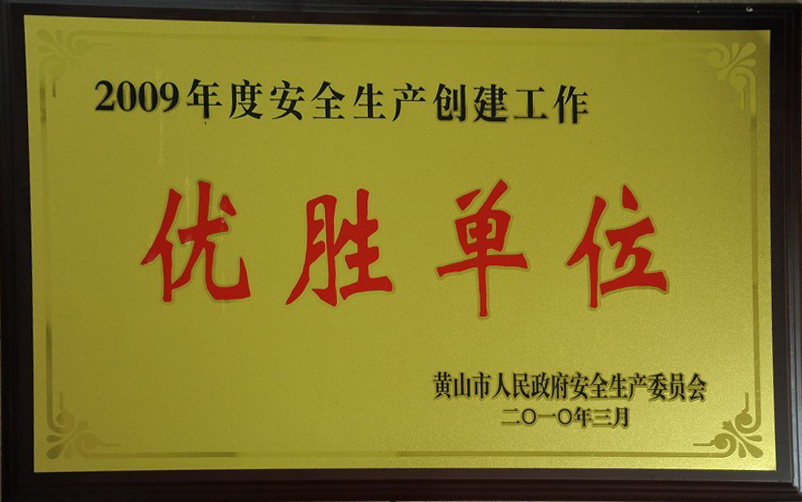 2009年度安全生产创建工作
优胜单位
黄山市人民政府安全生产委员会
二〇一〇年三月